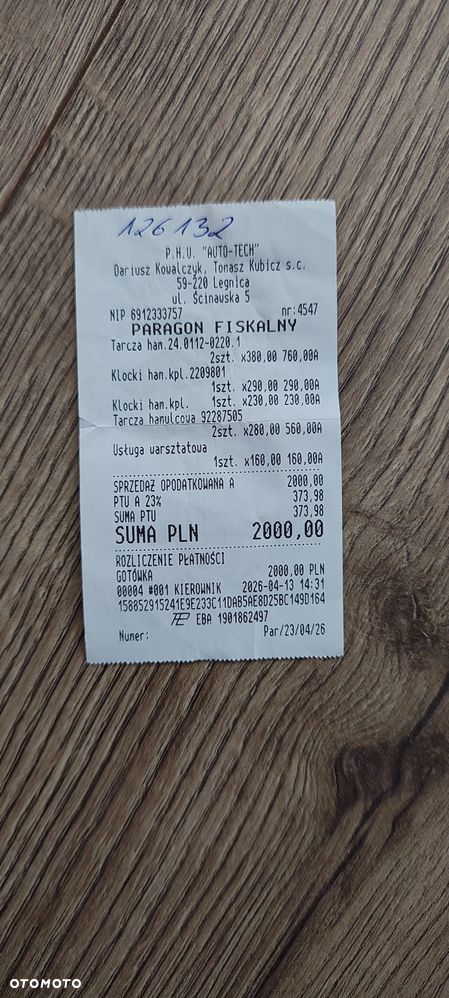 126132
P.H.U. "AUTO-TECH"
Dariusz Kowalczyk, Tomasz Kubicz s.c.
59-220 Legnica
ul. Ścinawska 5
NIP 6912333757 nr:4547
PARAGON FISKALNY
Tarcza ham.24.0112-0220.1
2szt. x380,00 760,00A
Klocki ham.kpl.2209801
1szt. x290,00 290,00A
Klocki ham.kpl. 1szt. x230,00 230,00A
Tarcza hamulcowa 92287505
2szt. x280,00 560,00A
Usługa warsztatowa
1szt. x160,00 160,00A
SPRZEDAŻ OPODATKOWANA A 2000,00
PTU A 23% 373,98
SUMA PTU 373,98
SUMA PLN 2000,00
ROZLICZENIE PŁATNOŚCI
GOTÓWKA 2000,00 PLN
00004 #001 KIEROWNIK 2026-04-13 14:31
158852915241E9E233C11DAB5AE8D25BC149D164
EBA 1901862497
Numer: Par/23/04/26
OTOMOTO